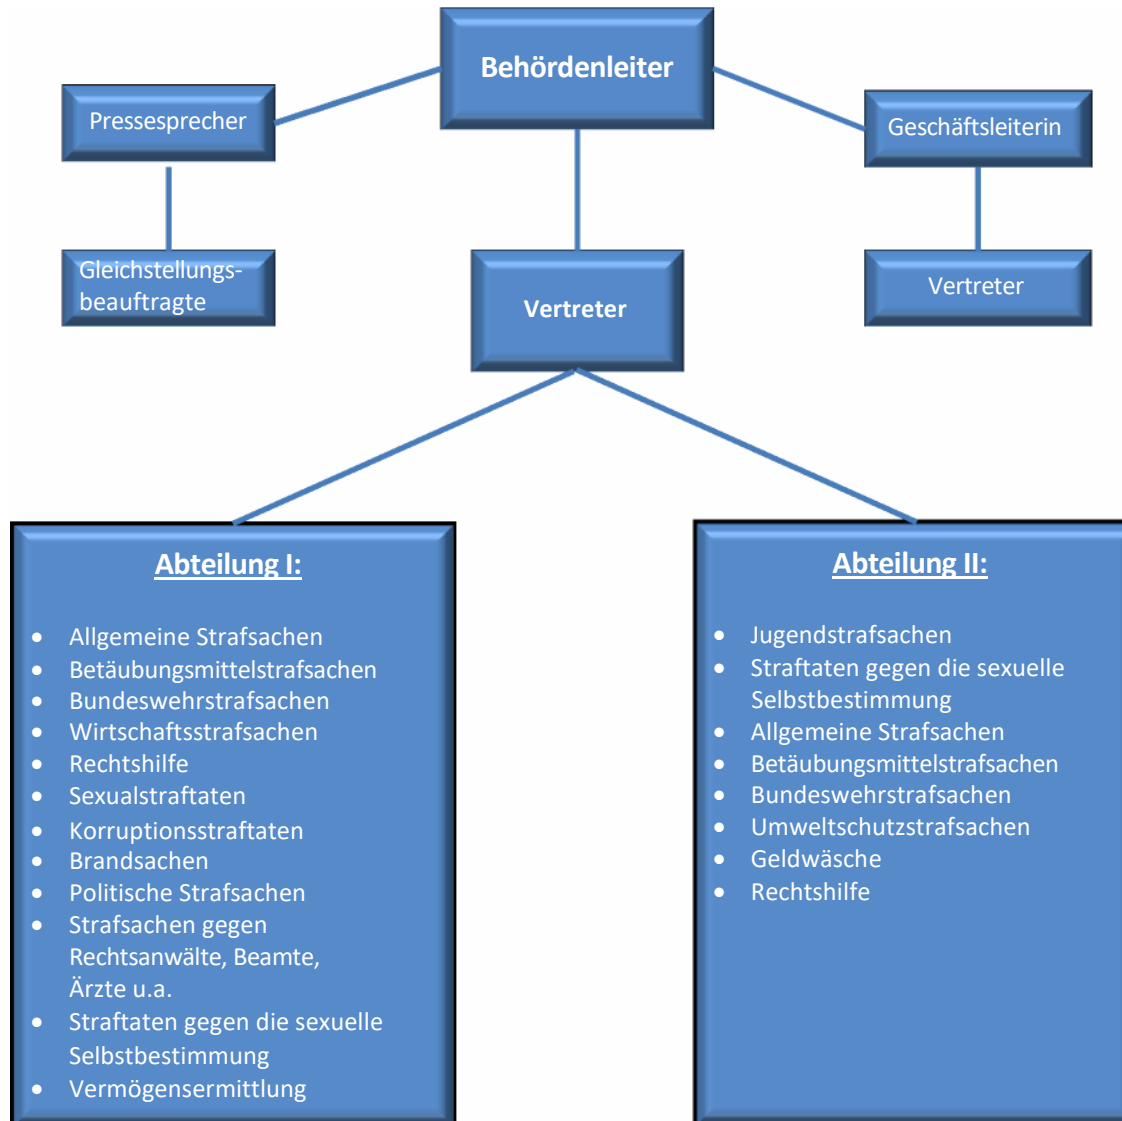 Behördenleiter
Pressesprecher
Geschäftsleiterin
Gleichstellungs-
beauftragte
Vertreter
Vertreter
Abteilung I:
• Allgemeine Strafsachen
• Betäubungsmittelstrafsachen
• Bundeswehrstrafsachen
• Wirtschaftsstrafsachen
• Rechtshilfe
• Sexualstraftaten
• Korruptionsstraftaten
• Brandsachen
• Politische Strafsachen
• Strafsachen gegen
Rechtsanwälte, Beamte,
Ärzte u.a.
• Straftaten gegen die sexuelle
Selbstbestimmung
• Vermögensermittlung
Abteilung II:
• Jugendstrafsachen
• Straftaten gegen die sexuelle
Selbstbestimmung
• Allgemeine Strafsachen
• Betäubungsmittelstrafsachen
• Bundeswehrstrafsachen
• Umweltschutzstrafsachen
• Geldwäsche
• Rechtshilfe